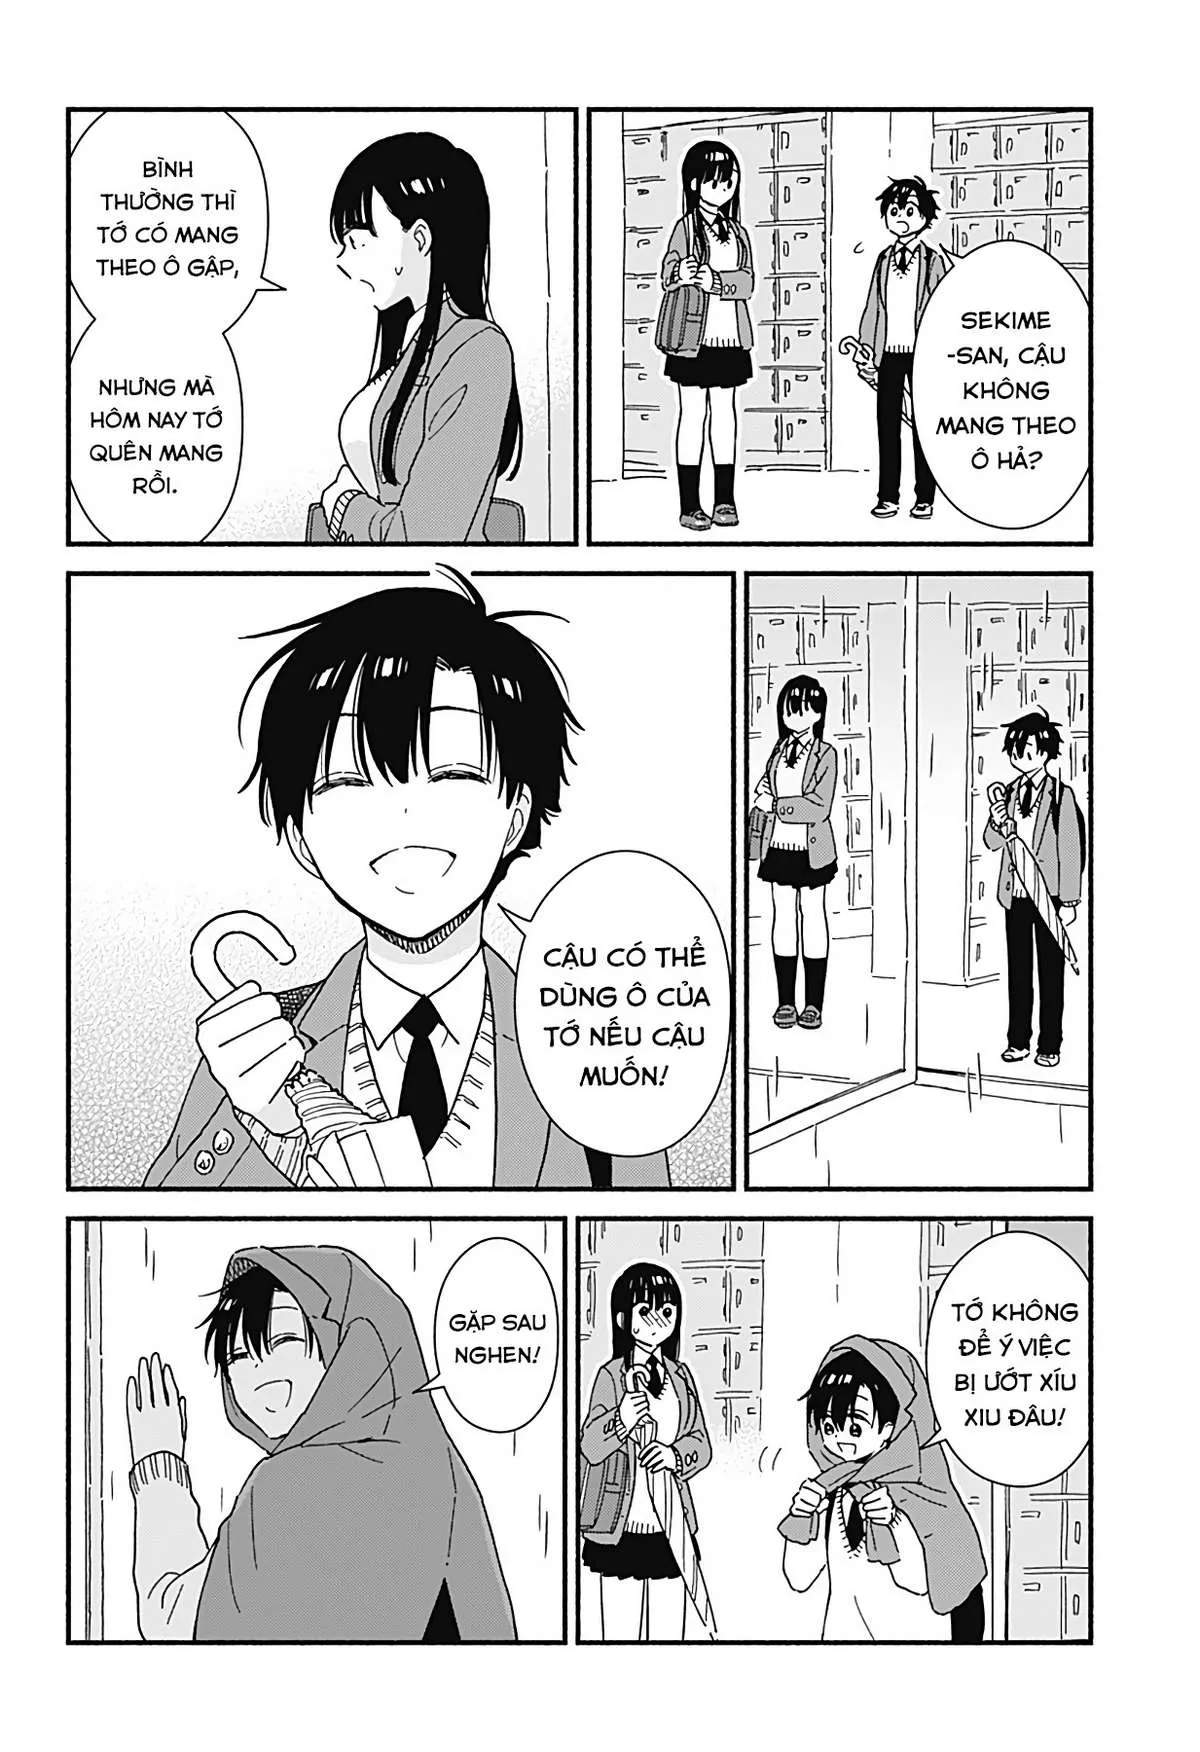 SEKIME
-SAN, CẬU
KHÔNG
MANG THEO
Ô HẢ?
BÌNH
THƯỜNG THÌ
TỚ CÓ MANG
THEO Ô GẬP,
NHƯNG MÀ
HÔM NAY TỚ
QUÊN MANG
RỒI.
CẬU CÓ THỂ
DÙNG Ô CỦA
TỚ NẾU CẬU
MUỐN!
TỚ KHÔNG
ĐỂ Ý VIỆC
BỊ ƯỚT XÍU
XIU ĐÂU!
GẶP SAU
NGHEN!